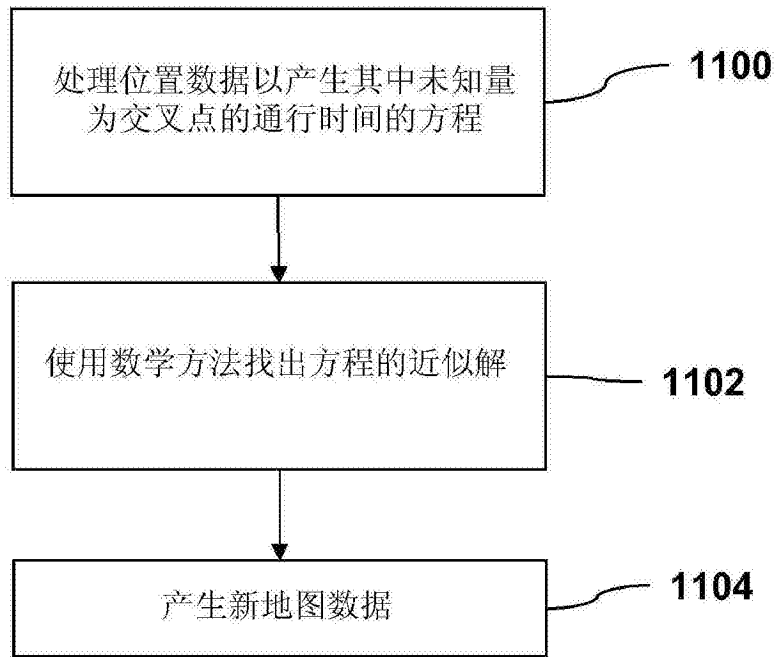 处理位置数据以产生其中未知量
为交叉点的通行时间的方程
1100
使用数学方法找出方程的近似解
1102
产生新地图数据
1104